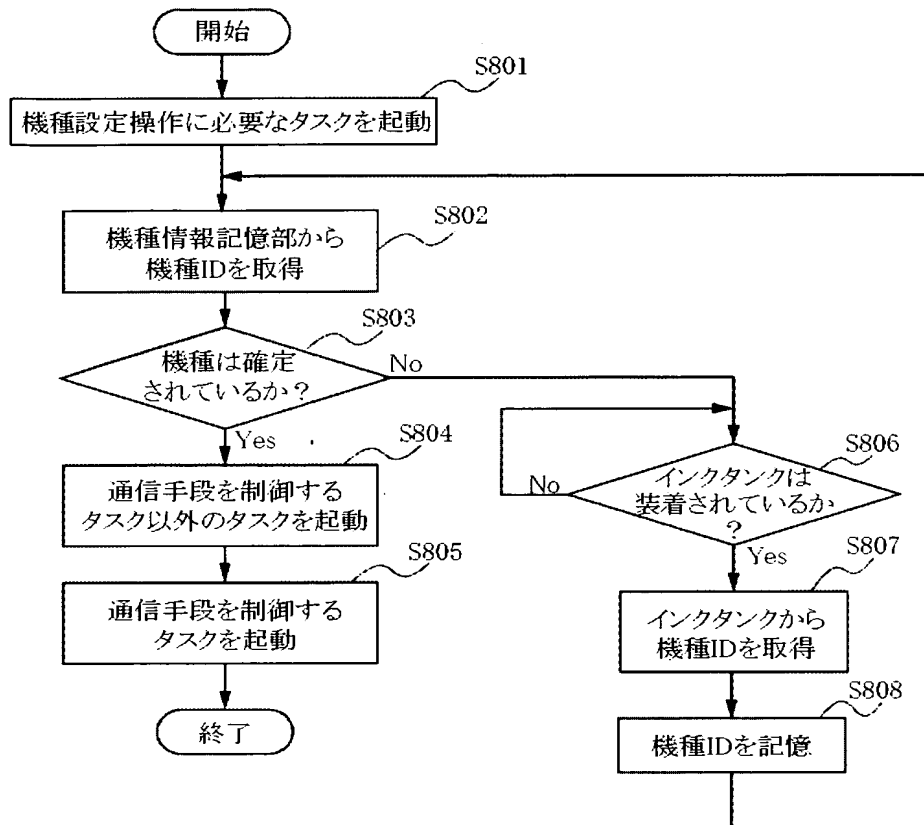 開始
S801
機種設定操作に必要なタスクを起動
S802
機種情報記憶部から
機種IDを取得
S803
機種は確定
されているか？
No
Yes
S804
通信手段を制御する
タスク以外のタスクを起動
S805
通信手段を制御する
タスクを起動
終了
S806
インクタンクは
装着されているか
？
No
Yes
S807
インクタンクから
機種IDを取得
S808
機種IDを記憶